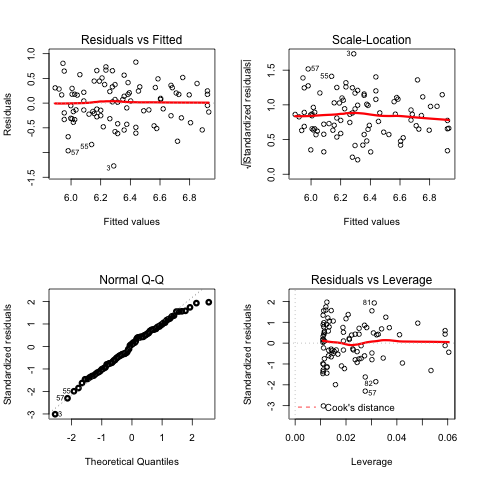 Residuals vs Fitted
Residuals
1.0
0.5
0.0
-0.5
-1.5
57
55
3
6.0 6.2 6.4 6.6 6.8
Fitted values
Scale-Location
√|Standardized residuals|
1.5
1.0
0.5
0.0
3
57
55
6.0 6.2 6.4 6.6 6.8
Fitted values
Normal Q-Q
Standardized residuals
2
1
0
-1
-2
-3
55
57
3
-2 -1 0 1 2
Theoretical Quantiles
Residuals vs Leverage
Standardized residuals
2
1
0
-1
-2
-3
81
82
57
Cook's distance
0.00 0.02 0.04 0.06
Leverage